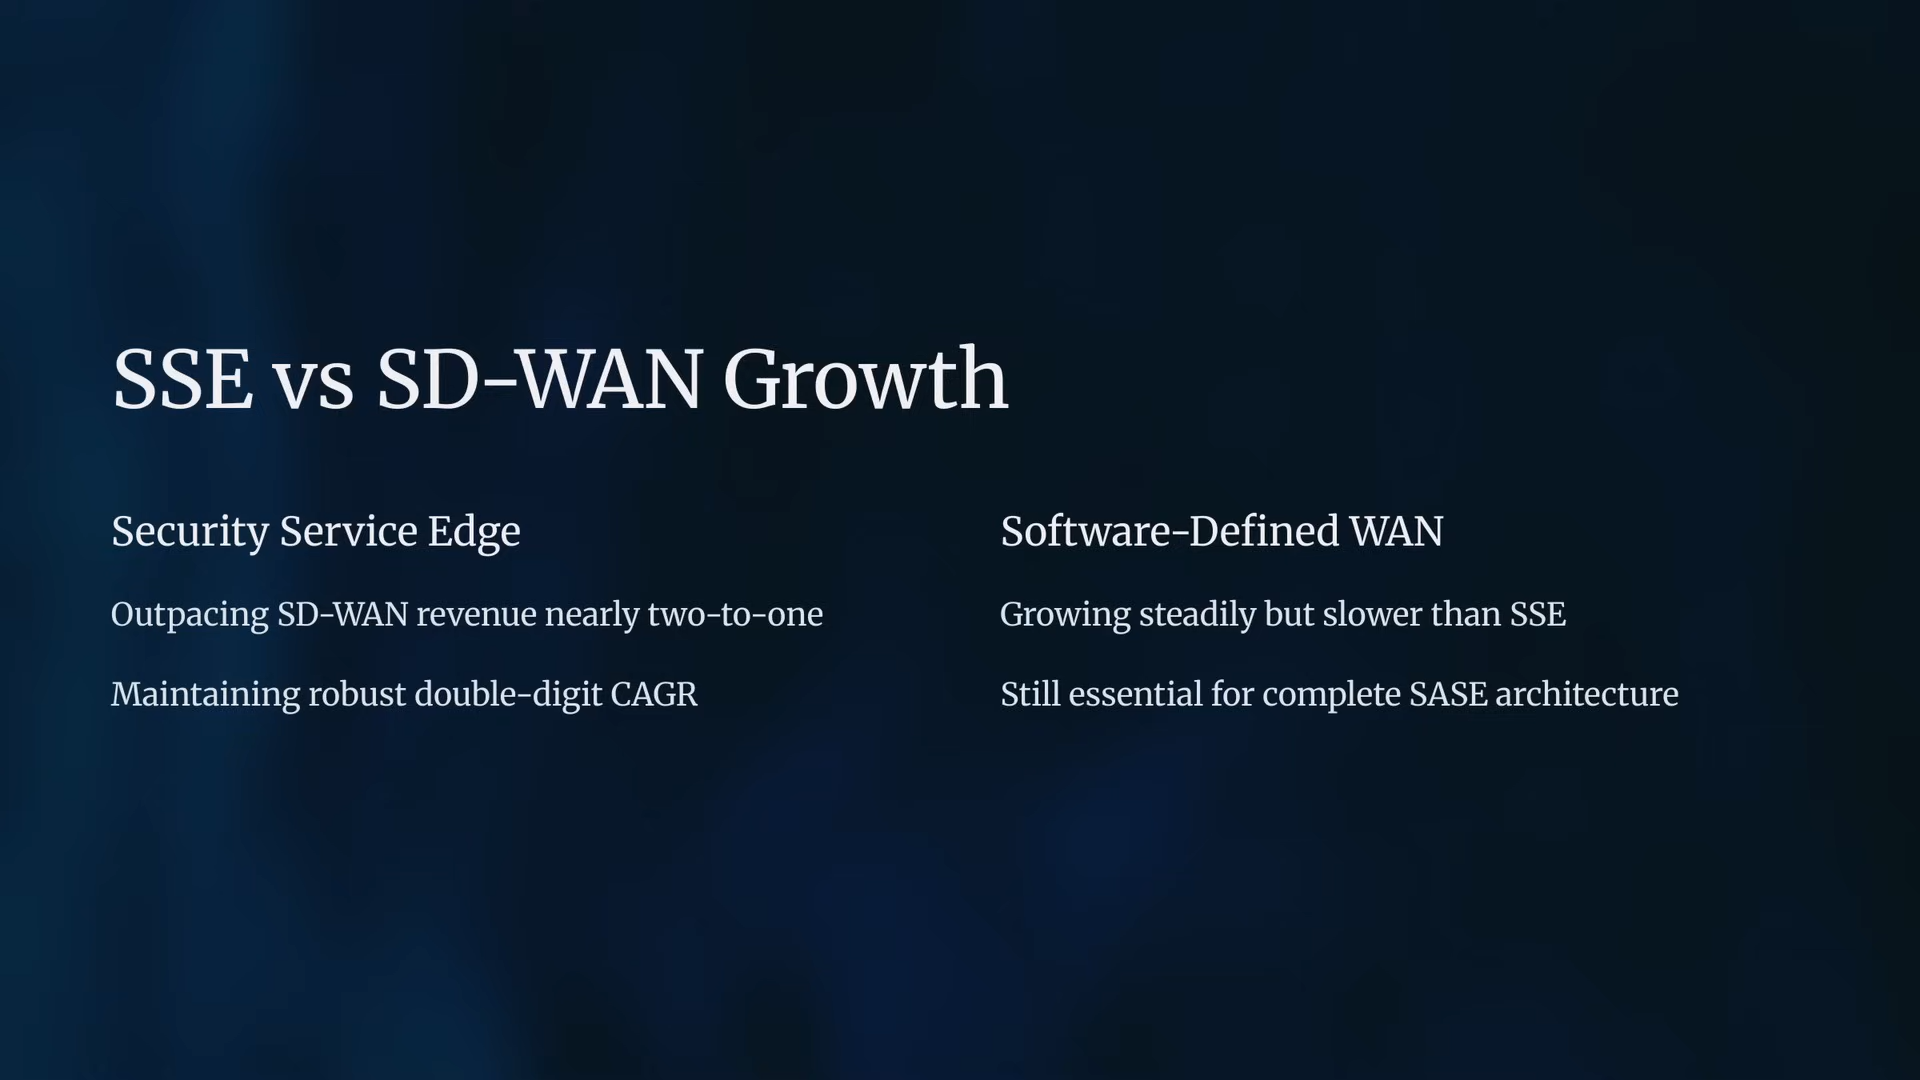 SSE vs SD-WAN Growth
Security Service Edge
Outpacing SD-WAN revenue nearly two-to-one
Maintaining robust double-digit CAGR
Software-Defined WAN
Growing steadily but slower than SSE
Still essential for complete SASE architecture